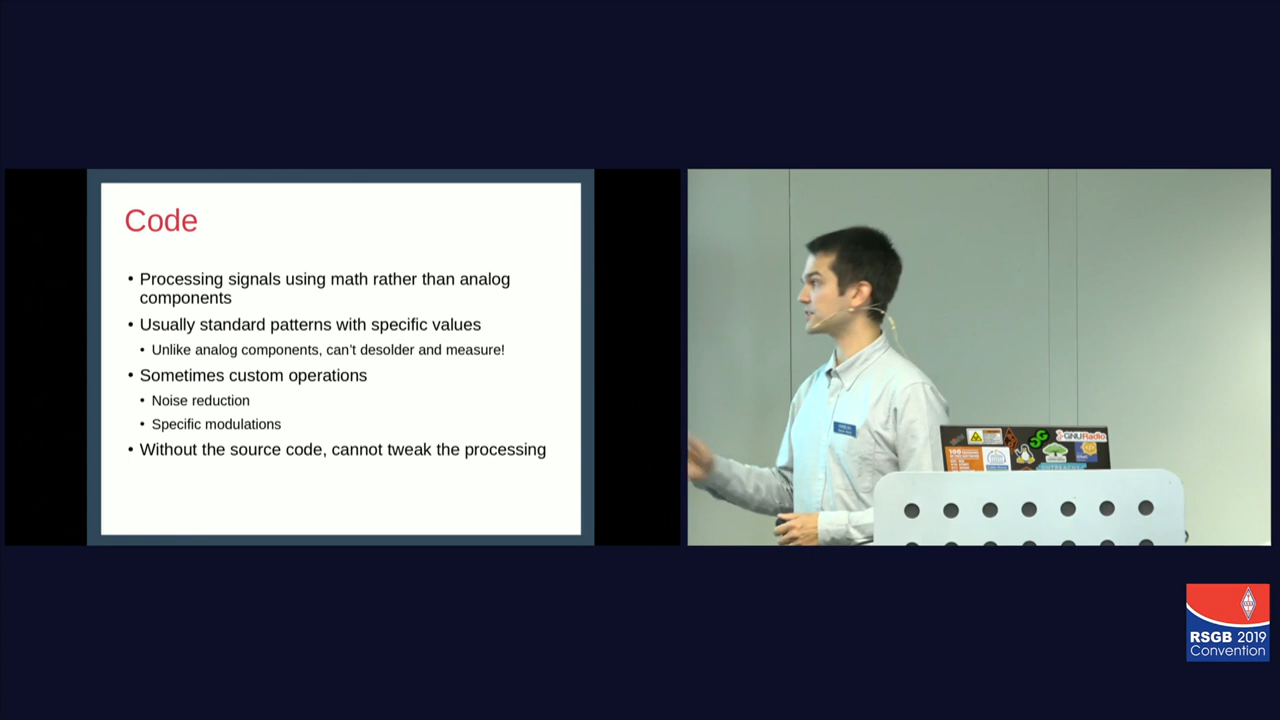 Code
• Processing signals using math rather than analog
components
• Usually standard patterns with specific values
• Unlike analog components, can't desolder and measure!
• Sometimes custom operations
• Noise reduction
• Specific modulations
• Without the source code, cannot tweak the processing
GNURadio
RSGB 2019
Convention